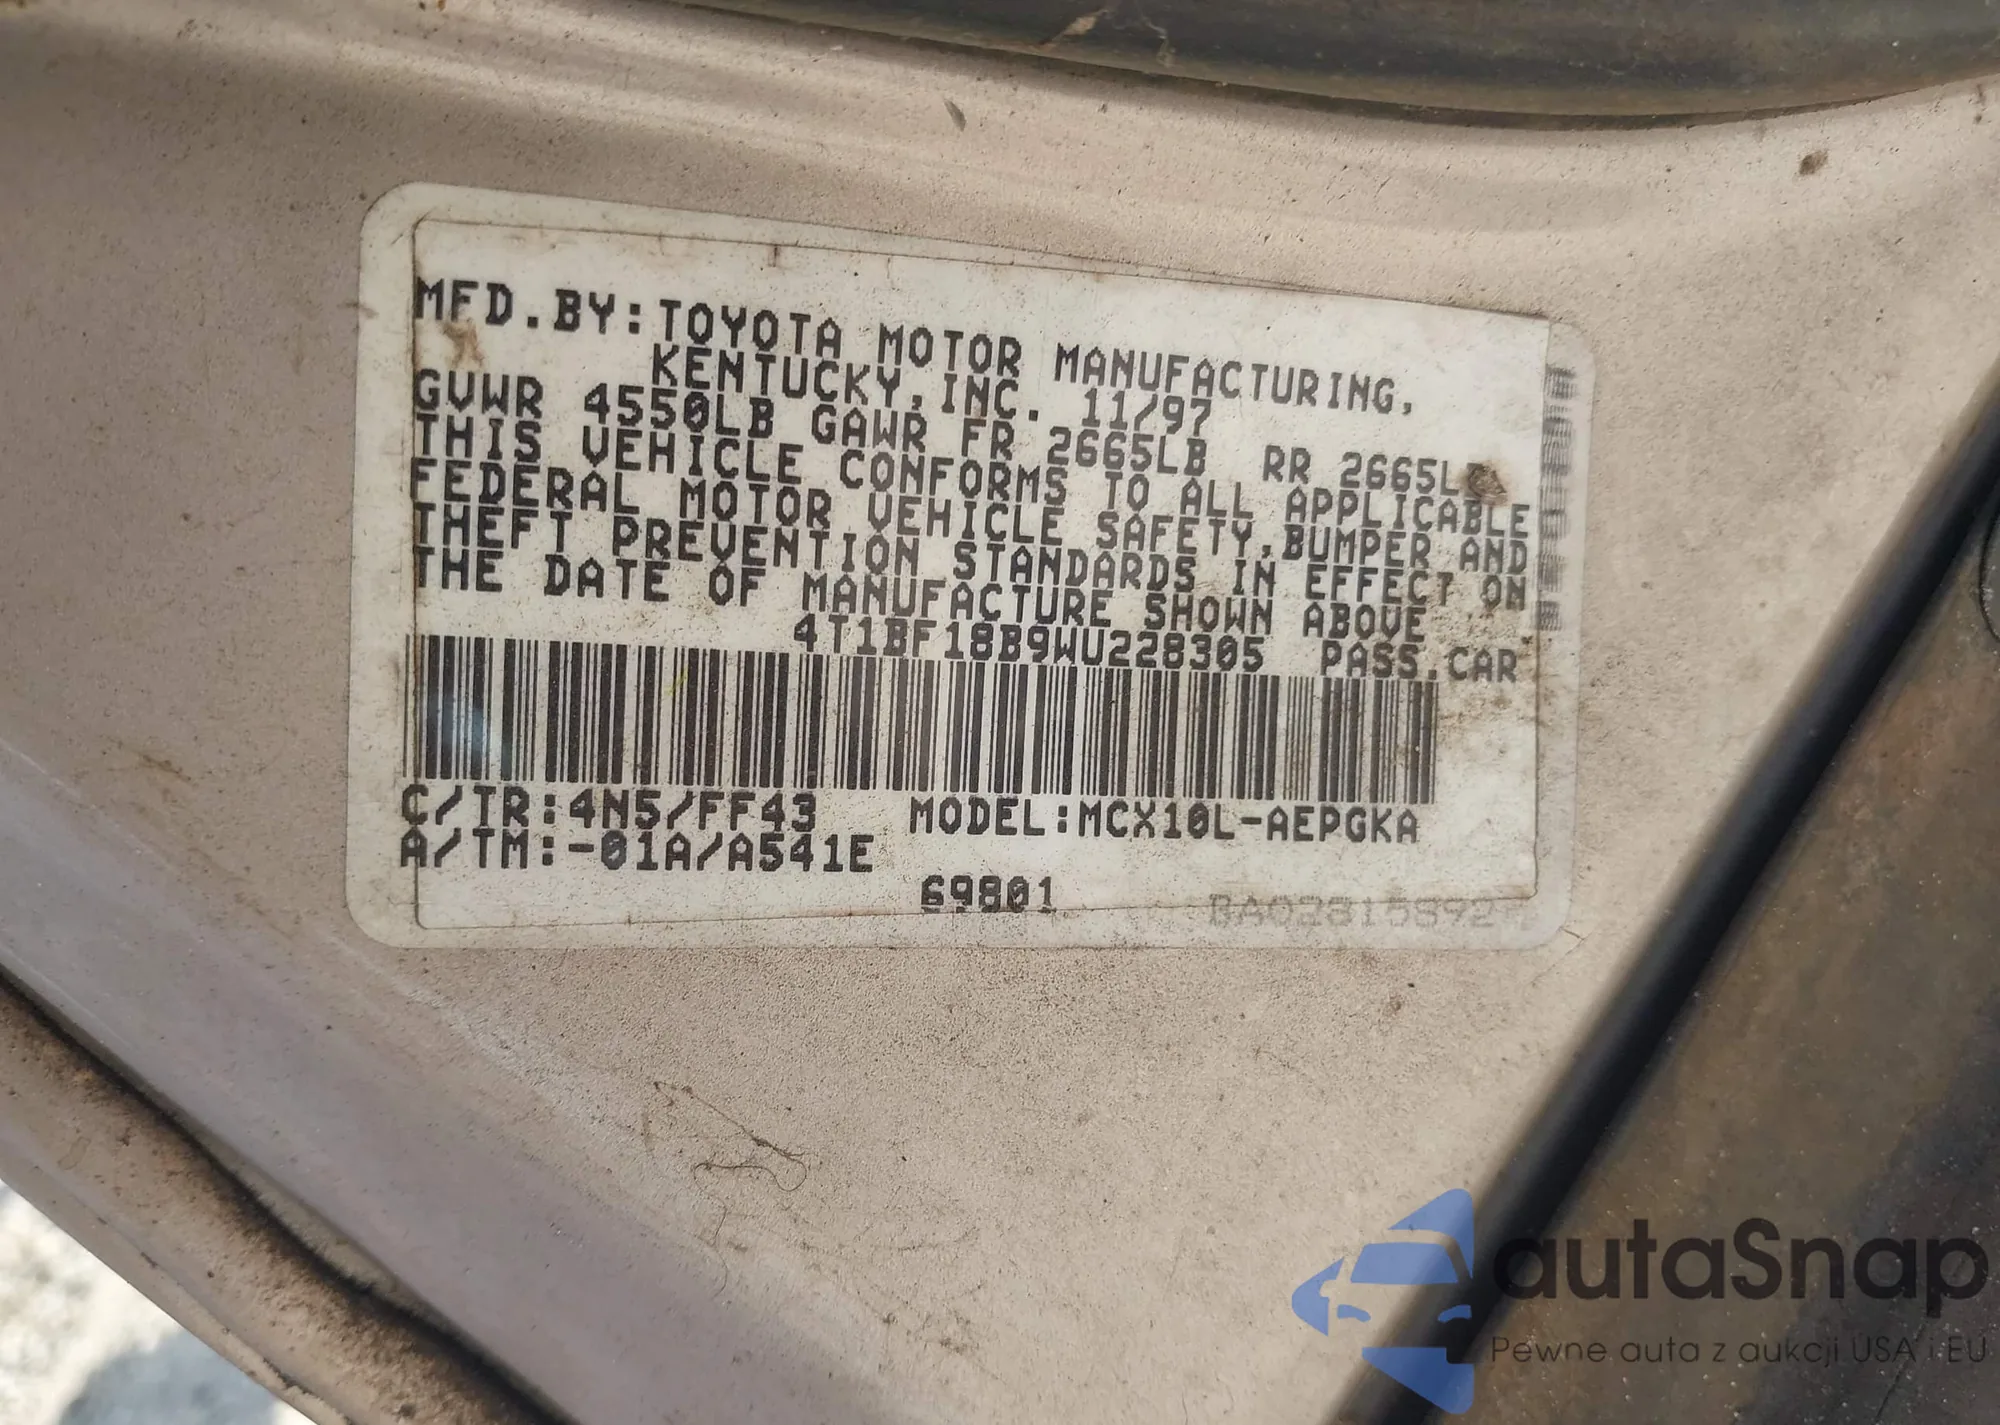 MFD.BY:TOYOTA MOTOR MANUFACTURING,
KENTUCKY,INC. 11/97
GVWR 4550LB GAWR FR 2665LB RR 2665LB
THIS VEHICLE CONFORMS TO ALL APPLICABLE
FEDERAL MOTOR VEHICLE SAFETY,BUMPER AND
THEFT PREVENTION STANDARDS IN EFFECT ON
THE DATE OF MANUFACTURE SHOWN ABOVE
4T1BF18B9WU228305 PASS.CAR
C/TR:4N5/FF43 MODEL:MCX10L-AEPGKA
A/TM:-01A/A541E
69801
autaSnap
Pewne auta z aukcji USA i EU